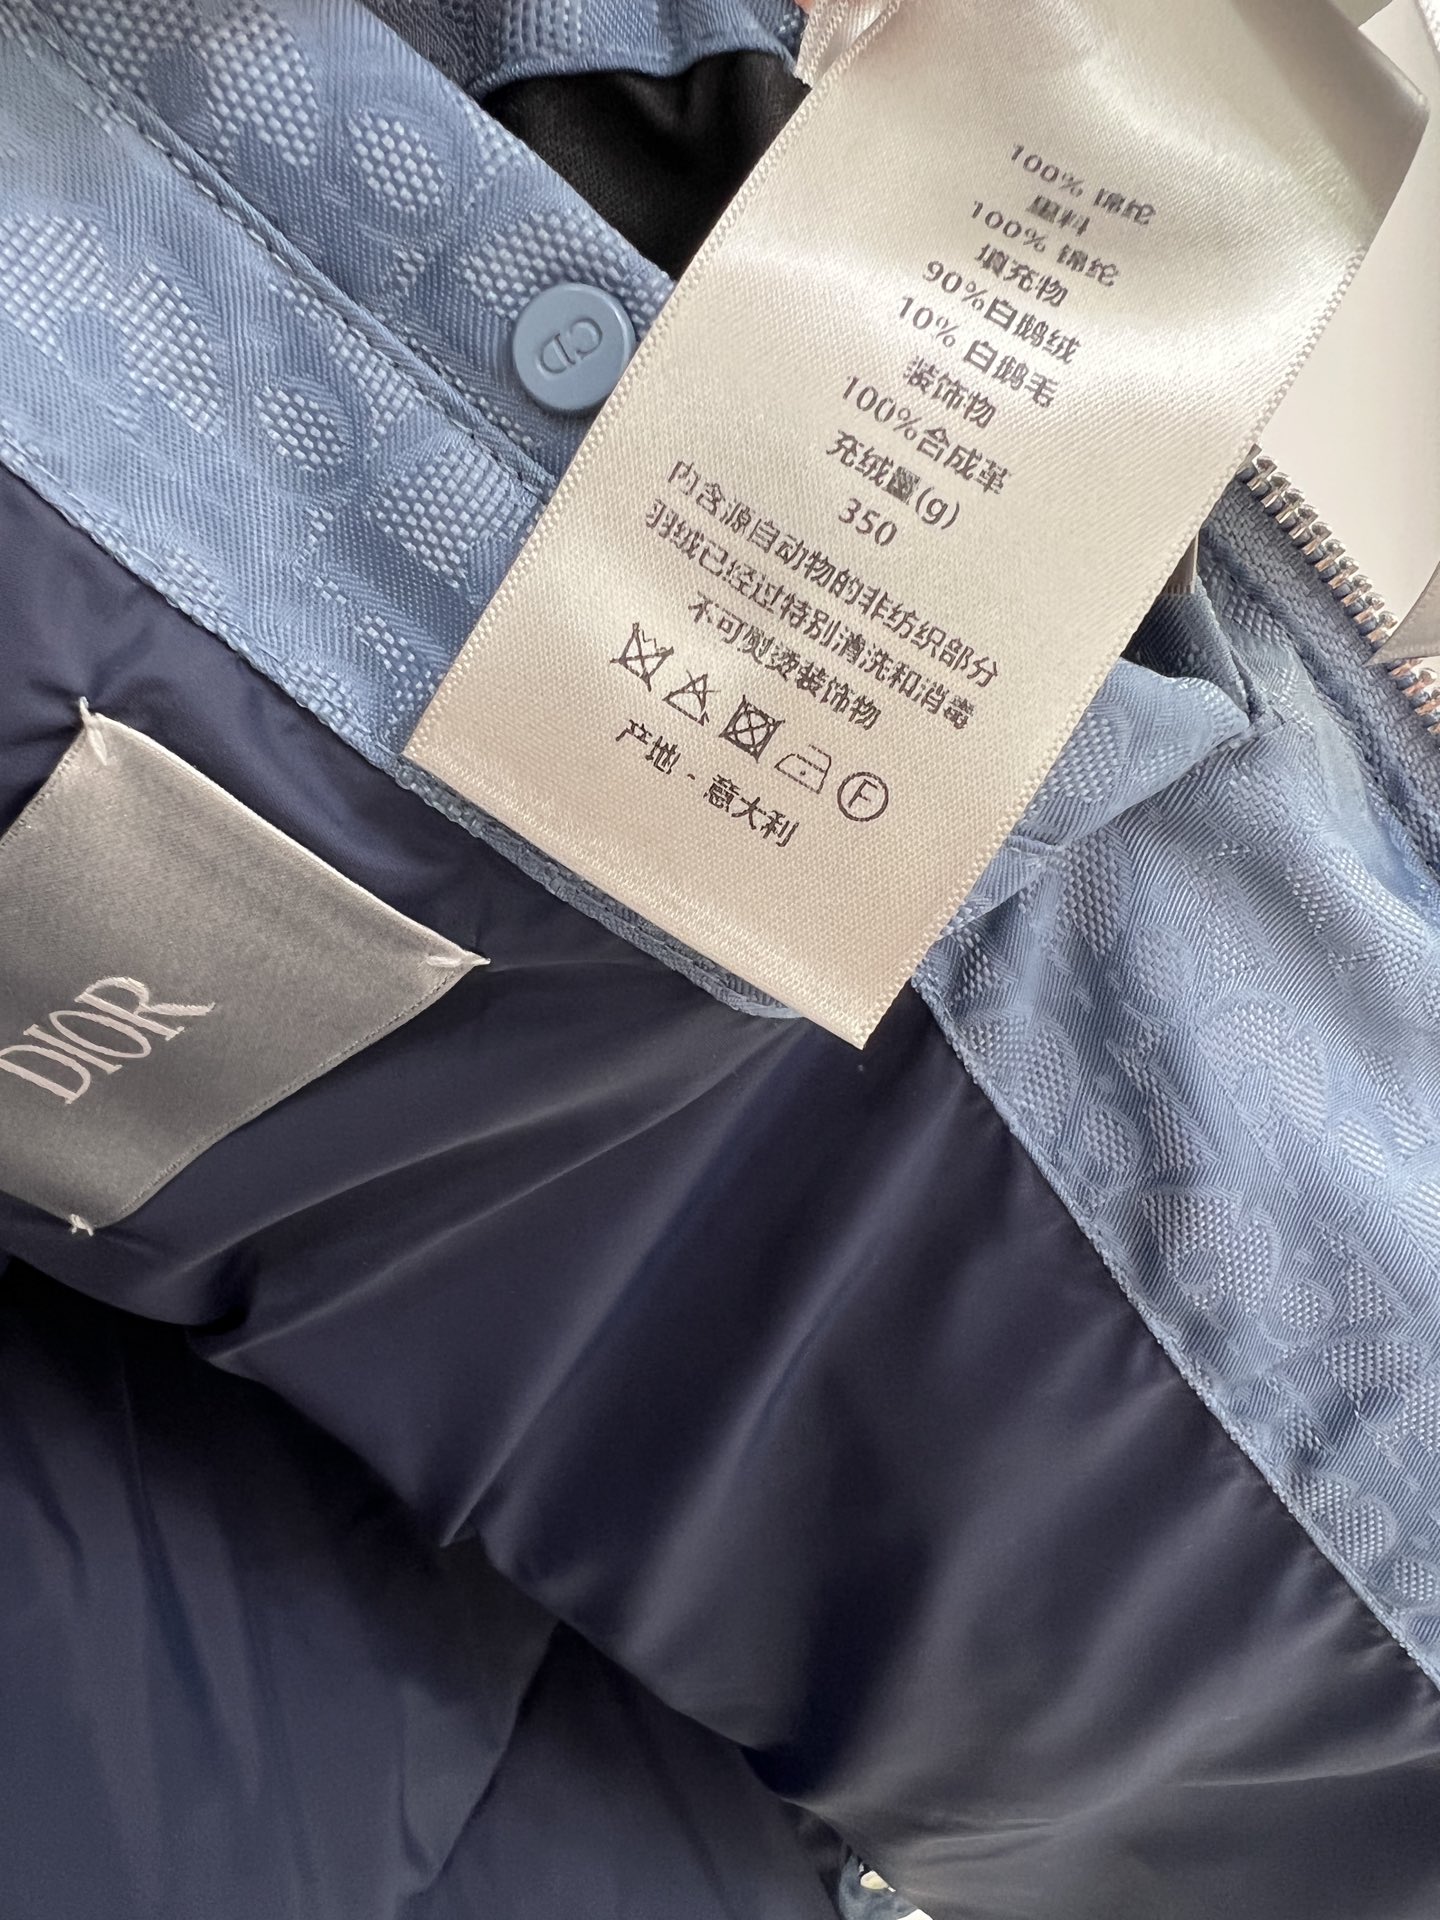 100% 锦纶
里料
100% 锦纶
填充物
90%白鹅绒
10% 白鹅毛
装饰物
100%合成革
充绒量(g)
350
内含源自动物的非纺织部分
羽绒已经过特别清洗和消毒
不可熨烫装饰物
F
产地 · 意大利
CD
DIOR